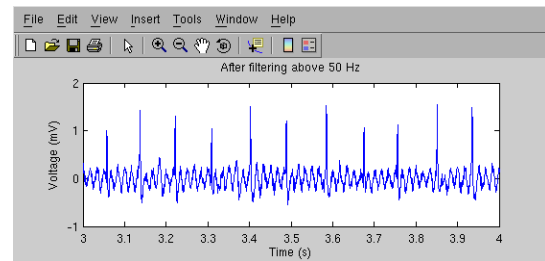 File Edit View Insert Tools Window Help
After filtering above 50 Hz
2
1
0
-1
Voltage (mV)
3 3.1 3.2 3.3 3.4 3.5 3.6 3.7 3.8 3.9 4
Time (s)